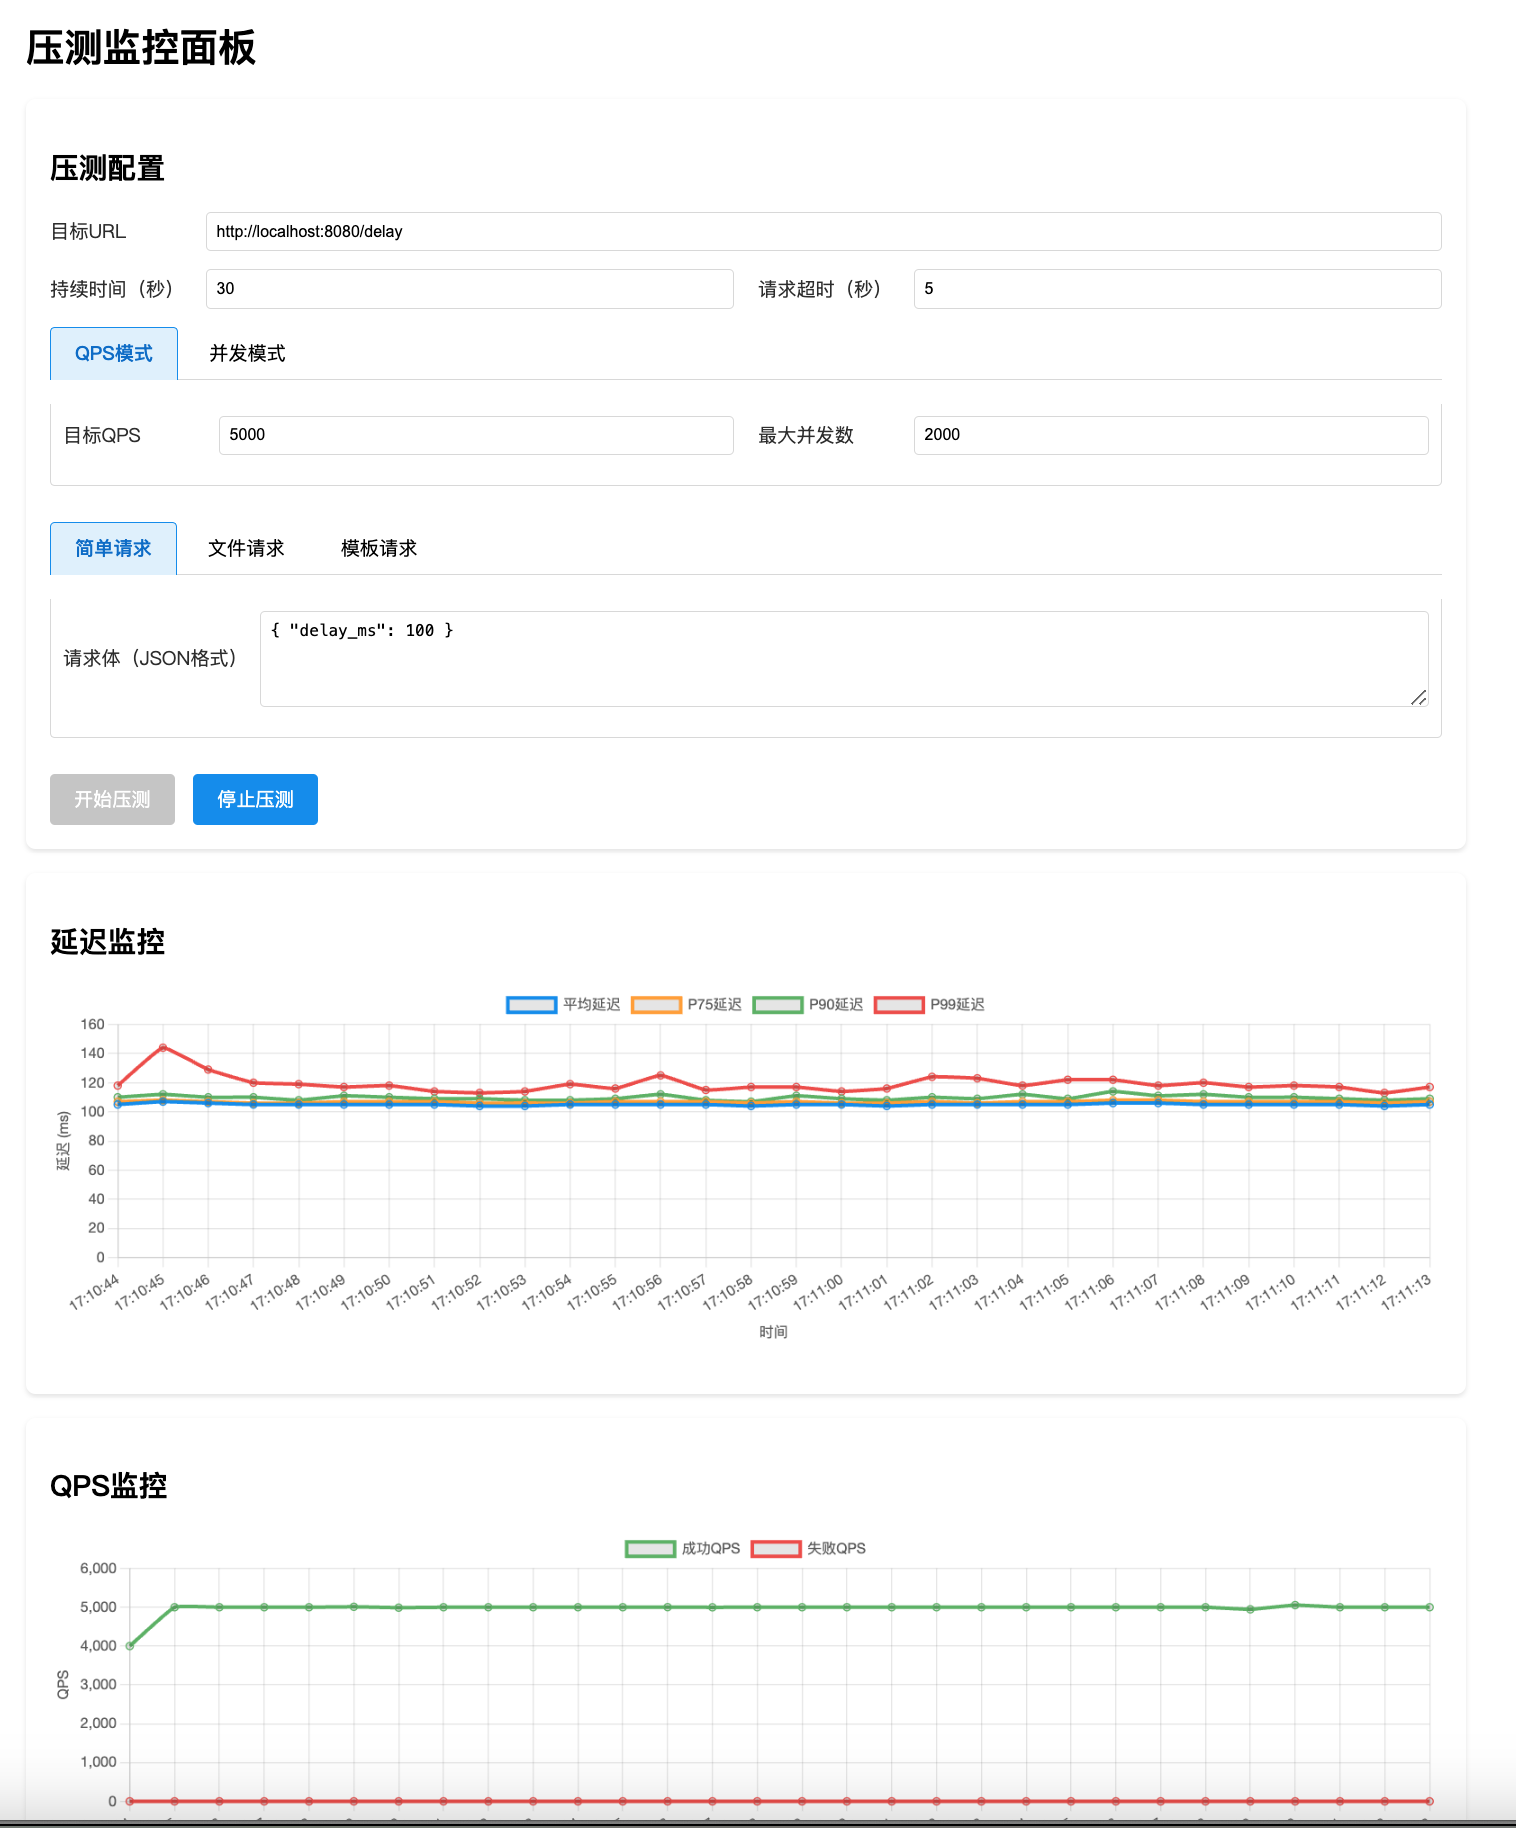 压测监控面板
压测配置
目标URL http://localhost:8080/delay
持续时间（秒） 30 请求超时（秒） 5
QPS模式 并发模式
目标QPS 5000 最大并发数 2000
简单请求 文件请求 模板请求
请求体（JSON格式） { "delay_ms": 100 }
开始压测 停止压测
延迟监控
平均延迟 P75延迟 P90延迟 P99延迟
160
140
120
100
80
60
40
20
0
延迟 (ms)
17:10:44 17:10:45 17:10:46 17:10:47 17:10:48 17:10:49 17:10:50 17:10:51 17:10:52 17:10:53 17:10:54 17:10:55 17:10:56 17:10:57 17:10:58 17:10:59 17:11:00 17:11:01 17:11:02 17:11:03 17:11:04 17:11:05 17:11:06 17:11:07 17:11:08 17:11:09 17:11:10 17:11:11 17:11:12 17:11:13
时间
QPS监控
成功QPS 失败QPS
6,000
5,000
4,000
3,000
2,000
1,000
0
QPS